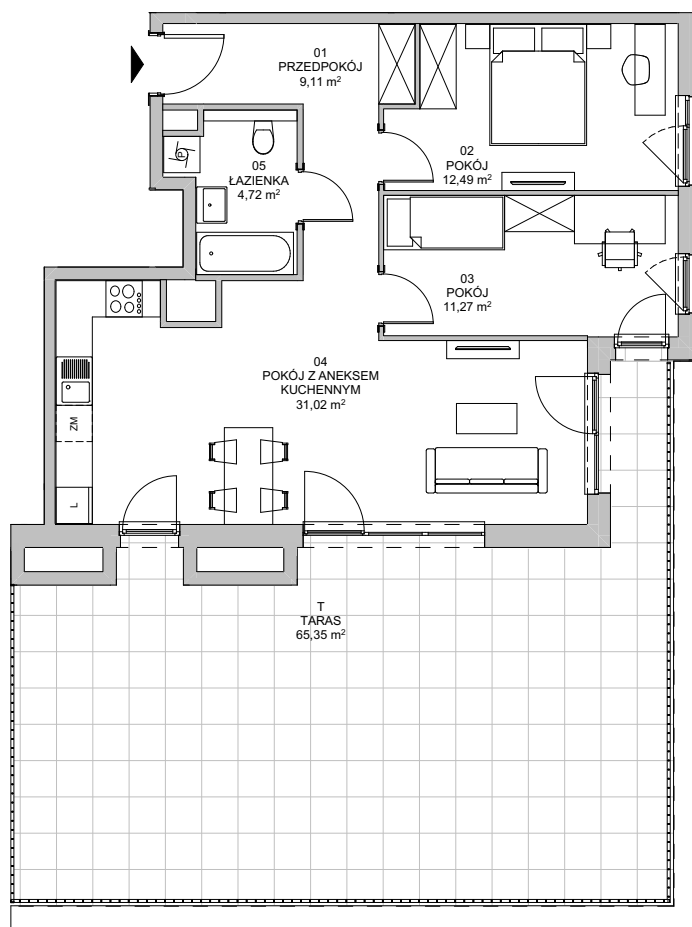 01
PRZEDPOKÓJ
9,11 m²
02
POKÓJ
12,49 m²
05
ŁAZIENKA
4,72 m²
P
03
POKÓJ
11,27 m²
04
POKÓJ Z ANEKSEM
KUCHENNYM
31,02 m²
ZM
L
T
TARAS
65,35 m²